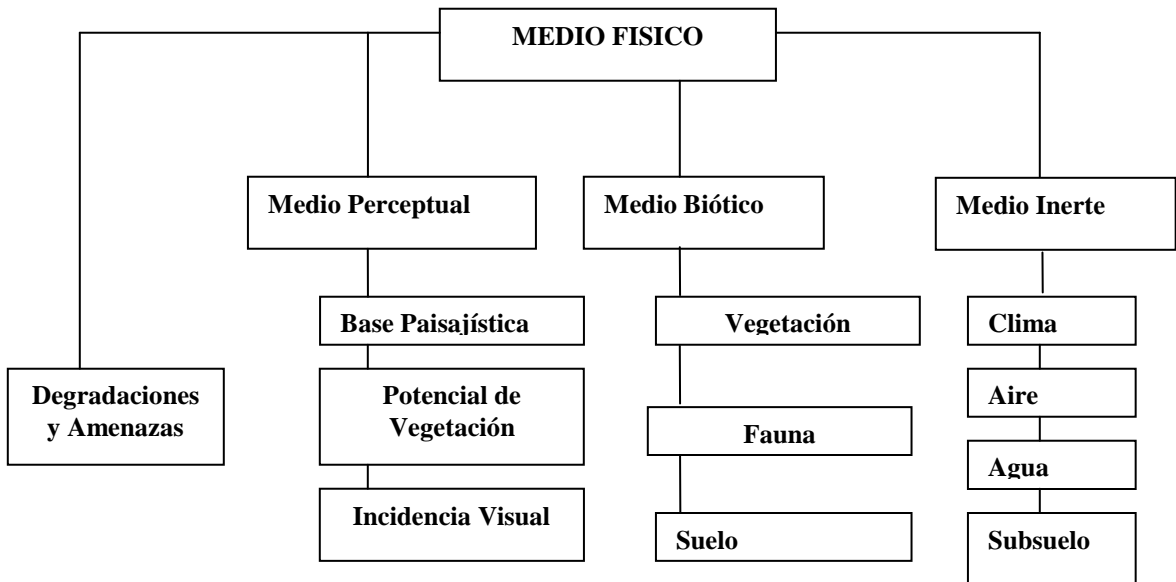 MEDIO FISICO
Medio Perceptual
Medio Biótico
Medio Inerte
Base Paisajística
Vegetación
Clima
Degradaciones
y Amenazas
Potencial de
Vegetación
Aire
Fauna
Agua
Incidencia Visual
Suelo
Subsuelo